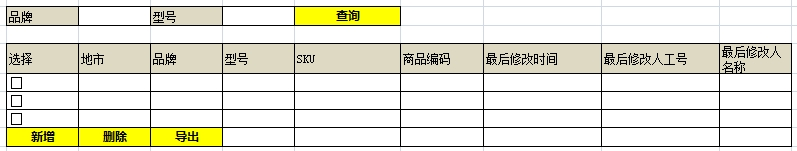 品牌 型号 查询
选择 地市 品牌 型号 SKU 商品编码 最后修改时间 最后修改人工号 最后修改人
名称
新增 删除 导出